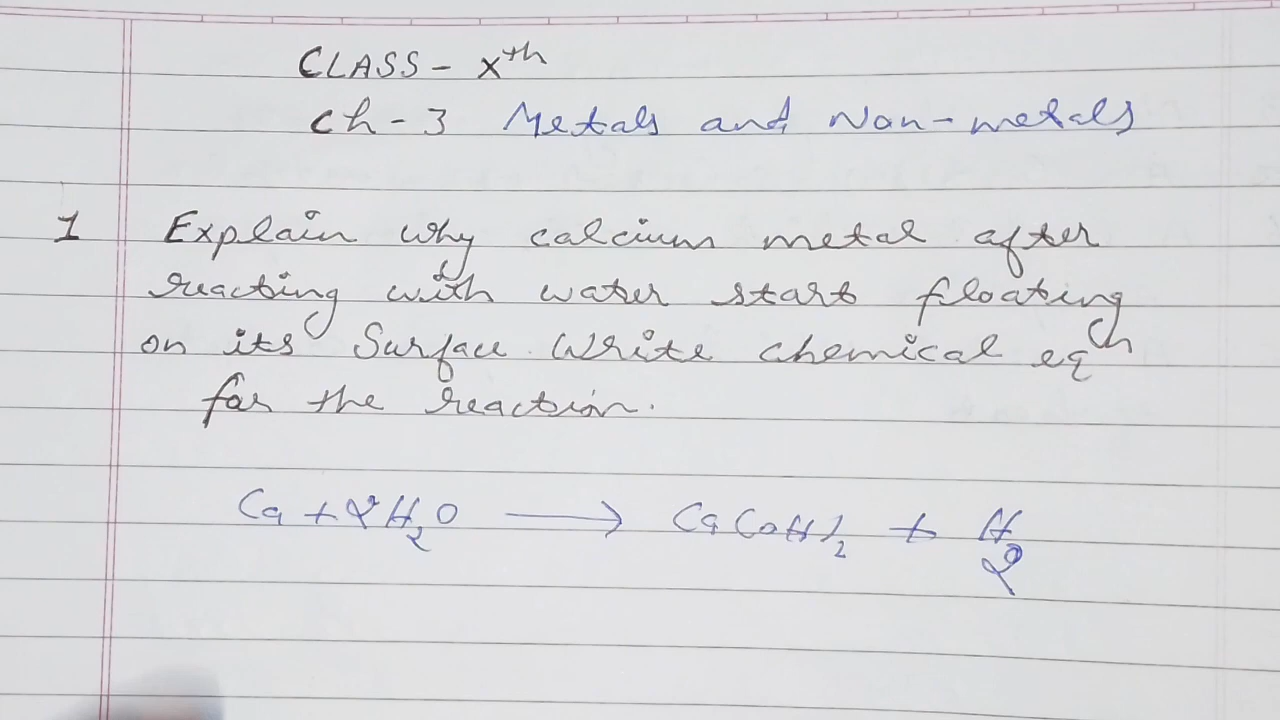 CLASS - Xth
Ch - 3 Metals and Non-metals
1 Explain why calcium metal after
reacting with water start floating
on its Surface. Write chemical eqn
for the reaction.
Ca + 2H2O ⟶ Ca(OH)2 + H2